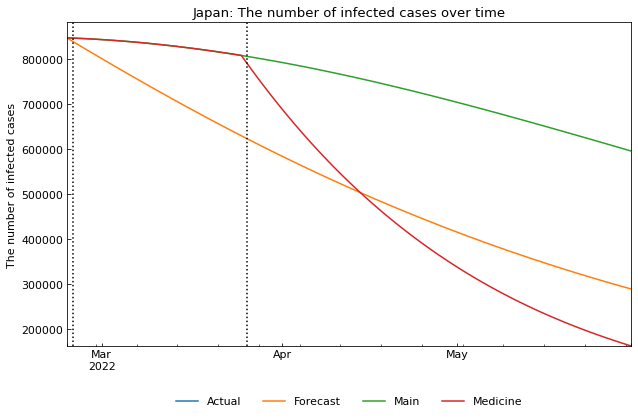 Japan: The number of infected cases over time
The number of infected cases
800000
700000
600000
500000
400000
300000
200000
Mar
2022
Apr
May
Actual
Forecast
Main
Medicine